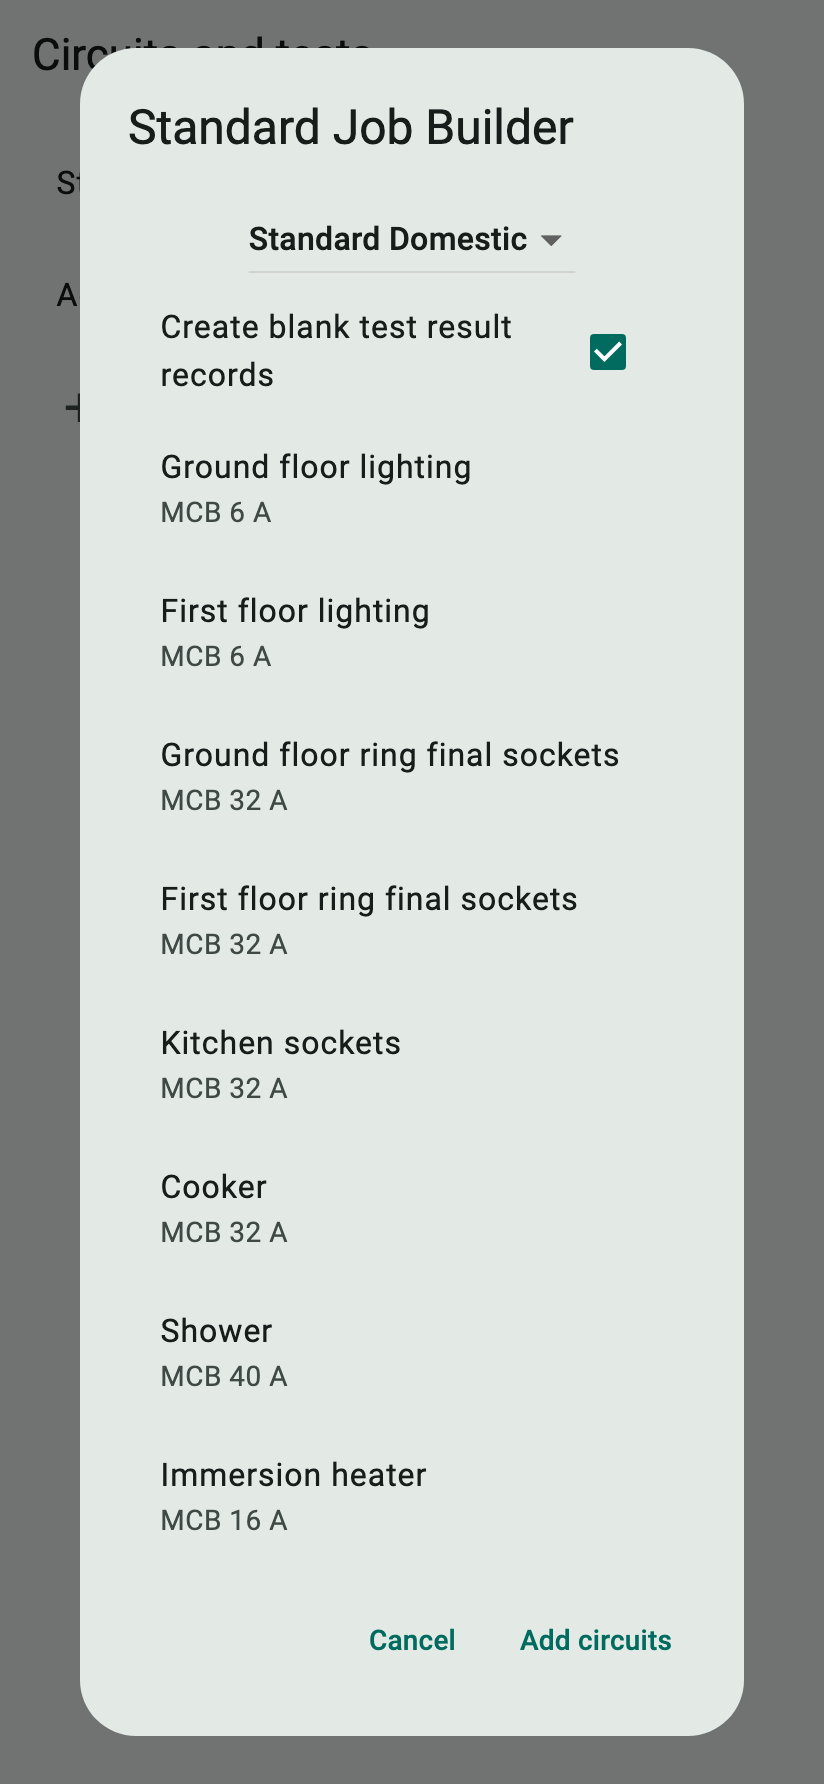 Standard Job Builder
Standard Domestic
Create blank test result
records
Ground floor lighting
MCB 6 A
First floor lighting
MCB 6 A
Ground floor ring final sockets
MCB 32 A
First floor ring final sockets
MCB 32 A
Kitchen sockets
MCB 32 A
Cooker
MCB 32 A
Shower
MCB 40 A
Immersion heater
MCB 16 A
Cancel Add circuits